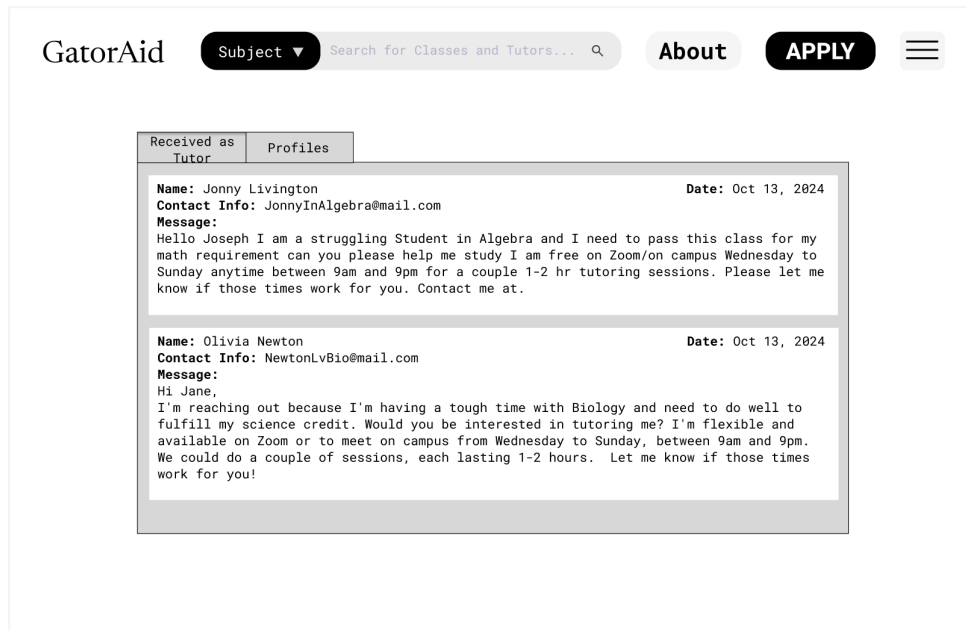 GatorAid
Subject ▼
Search for Classes and Tutors...
About
APPLY
Received as
Tutor
Profiles
Name: Jonny Livington
Date: Oct 13, 2024
Contact Info: JonnyInAlgebra@mail.com
Message:
Hello Joseph I am a struggling Student in Algebra and I need to pass this class for my
math requirement can you please help me study I am free on Zoom/on campus Wednesday to
Sunday anytime between 9am and 9pm for a couple 1-2 hr tutoring sessions. Please let me
know if those times work for you. Contact me at.
Name: Olivia Newton
Date: Oct 13, 2024
Contact Info: NewtonLvBio@mail.com
Message:
Hi Jane,
I'm reaching out because I'm having a tough time with Biology and need to do well to
fulfill my science credit. Would you be interested in tutoring me? I'm flexible and
available on Zoom or to meet on campus from Wednesday to Sunday, between 9am and 9pm.
We could do a couple of sessions, each lasting 1-2 hours.  Let me know if those times
work for you!